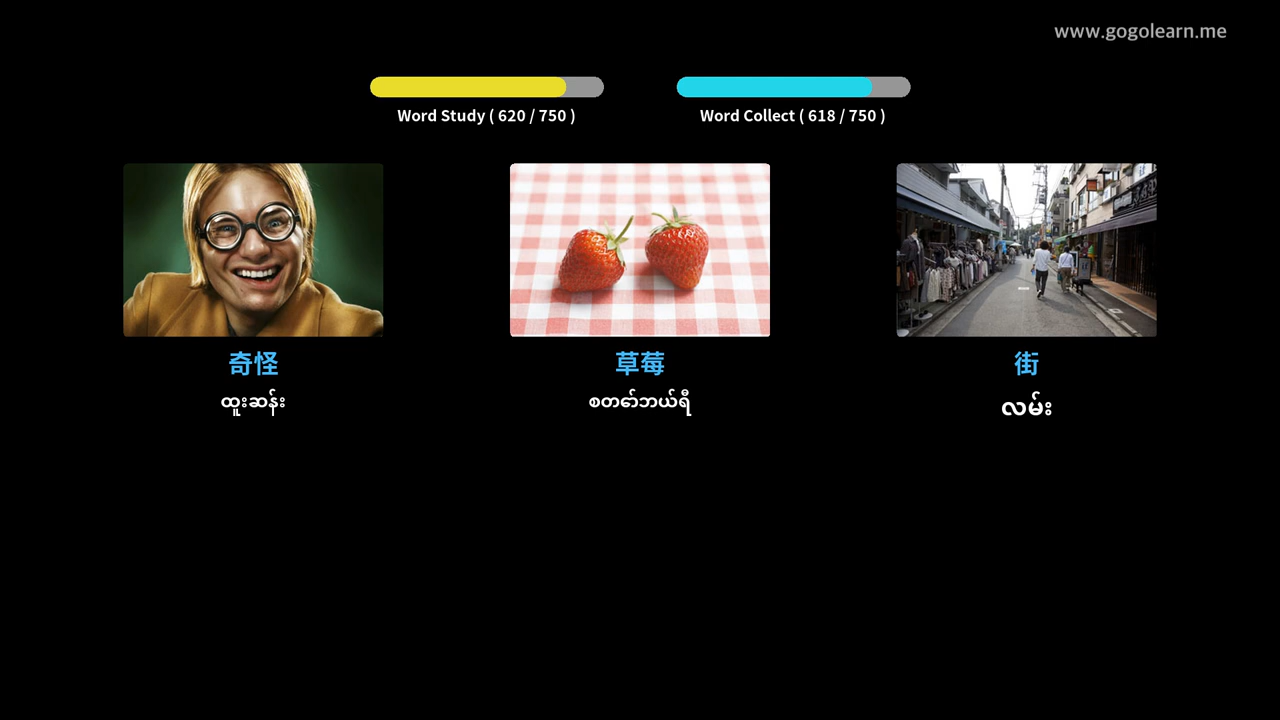 www.gogolearn.me
Word Study ( 620 / 750 )
Word Collect ( 618 / 750 )
奇怪
ထူးဆန်း
草莓
စတော်ဘယ်ရီ
街
လမ်း